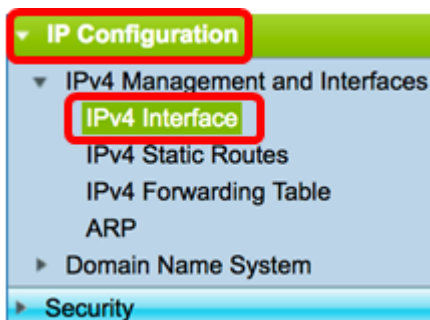 IP Configuration
IPv4 Management and Interfaces
IPv4 Interface
IPv4 Static Routes
IPv4 Forwarding Table
ARP
Domain Name System
Security